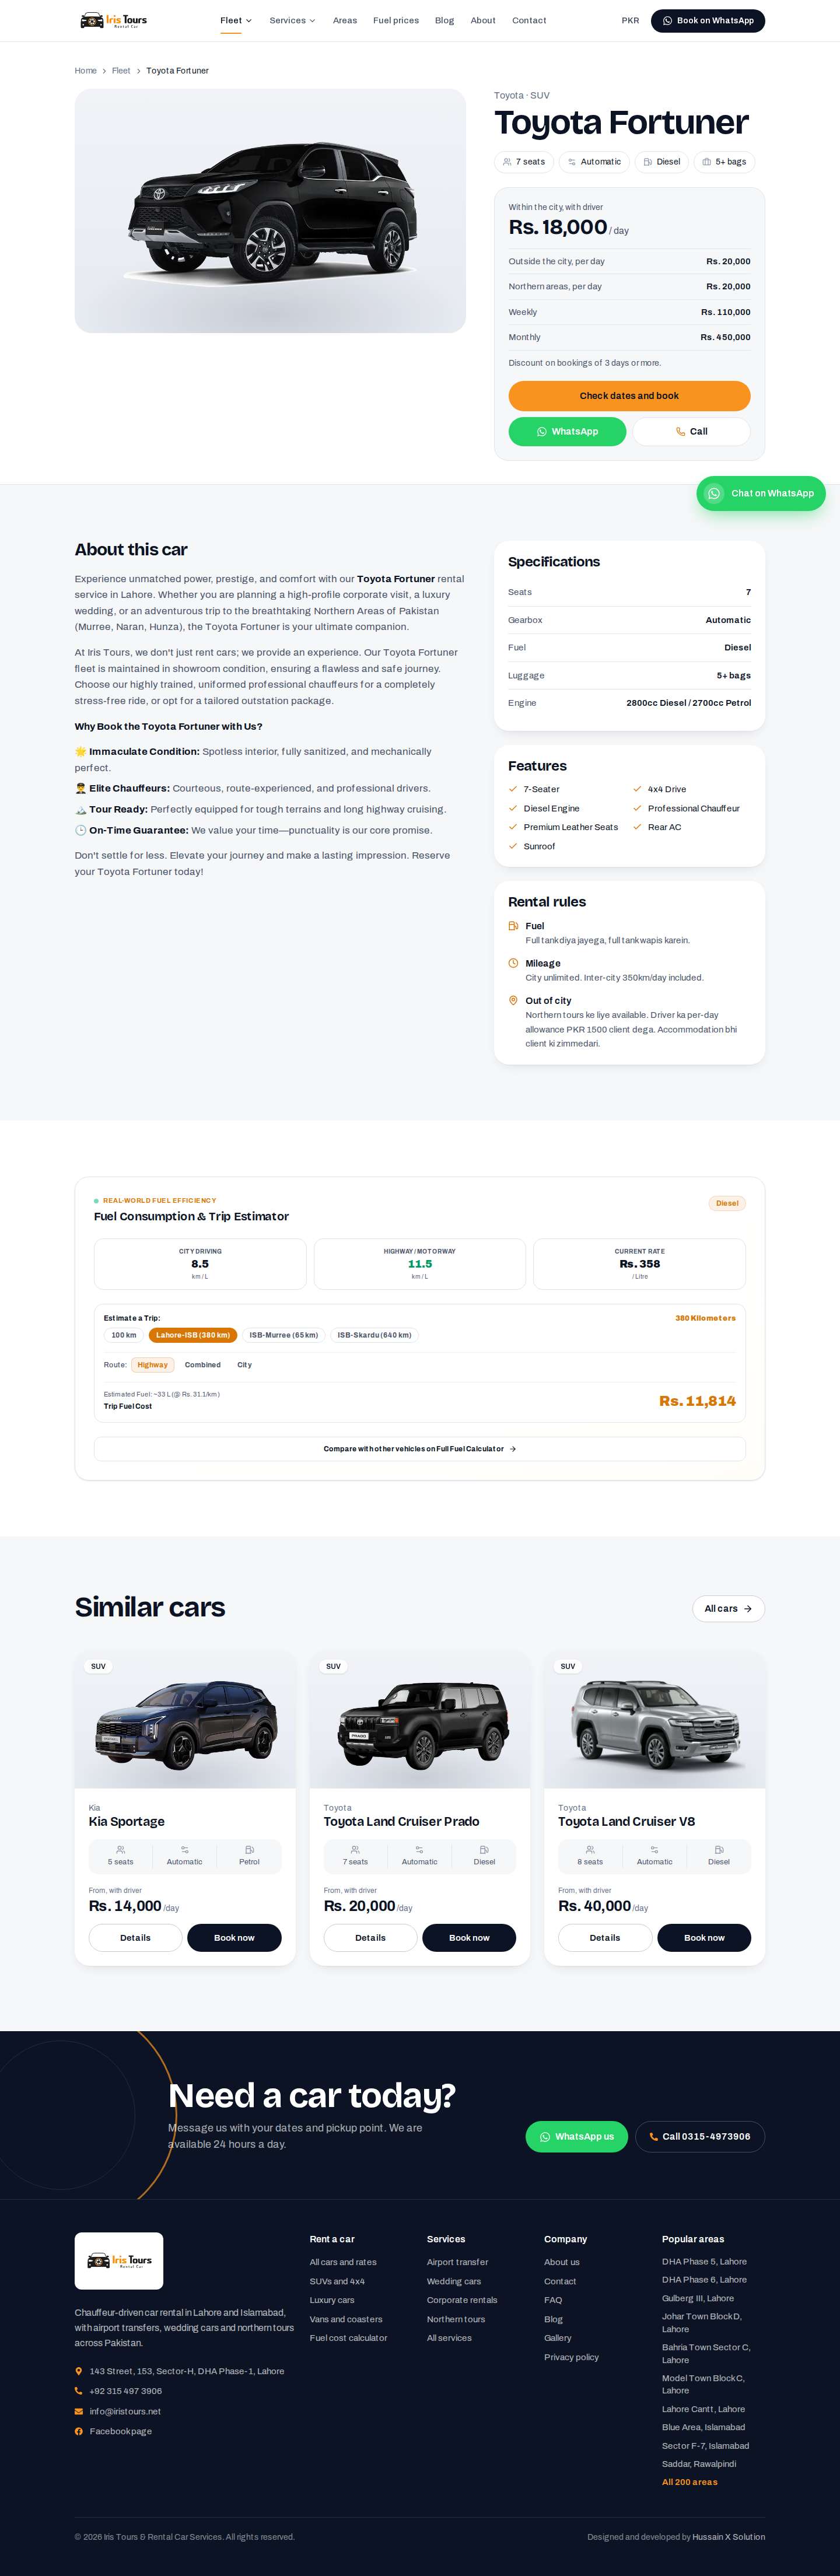 Iris Tours
Rental Car
Fleet
Services
Areas
Fuel prices
Blog
About
Contact
PKR
Book on WhatsApp
Home > Fleet > Toyota Fortuner
Toyota · SUV
Toyota Fortuner
7 seats
Automatic
Diesel
5+ bags
Within the city, with driver
Rs. 18,000 / day
Outside the city, per day Rs. 20,000
Northern areas, per day Rs. 20,000
Weekly Rs. 110,000
Monthly Rs. 450,000
Discount on bookings of 3 days or more.
Check dates and book
WhatsApp
Call
Chat on WhatsApp
About this car
Experience unmatched power, prestige, and comfort with our Toyota Fortuner rental
service in Lahore. Whether you are planning a high-profile corporate visit, a luxury
wedding, or an adventurous trip to the breathtaking Northern Areas of Pakistan
(Murree, Naran, Hunza), the Toyota Fortuner is your ultimate companion.
At Iris Tours, we don't just rent cars; we provide an experience. Our Toyota Fortuner
fleet is maintained in showroom condition, ensuring a flawless and safe journey.
Choose our highly trained, uniformed professional chauffeurs for a completely
stress-free ride, or opt for a tailored outstation package.
Why Book the Toyota Fortuner with Us?
🌟 Immaculate Condition: Spotless interior, fully sanitized, and mechanically
perfect.
👨‍✈️ Elite Chauffeurs: Courteous, route-experienced, and professional drivers.
🏔️ Tour Ready: Perfectly equipped for tough terrains and long highway cruising.
🕒 On-Time Guarantee: We value your time—punctuality is our core promise.
Don't settle for less. Elevate your journey and make a lasting impression. Reserve
your Toyota Fortuner today!
Specifications
Seats 7
Gearbox Automatic
Fuel Diesel
Luggage 5+ bags
Engine 2800cc Diesel / 2700cc Petrol
Features
7-Seater
4x4 Drive
Diesel Engine
Professional Chauffeur
Premium Leather Seats
Rear AC
Sunroof
Rental rules
Fuel
Full tank diya jayega, full tank wapis karein.
Mileage
City unlimited. Inter-city 350km/day included.
Out of city
Northern tours ke liye available. Driver ka per-day
allowance PKR 1500 client dega. Accommodation bhi
client ki zimmedari.
REAL-WORLD FUEL EFFICIENCY
Fuel Consumption & Trip Estimator
Diesel
CITY DRIVING
8.5
km / L
HIGHWAY / MOTORWAY
11.5
km / L
CURRENT RATE
Rs. 358
/ Litre
Estimate a Trip:
380 Kilometers
100 km
Lahore-ISB (380 km)
ISB-Murree (65 km)
ISB-Skardu (640 km)
Route: Highway Combined City
Estimated Fuel: ~33 L (@ Rs. 31.1/km)
Trip Fuel Cost
Rs. 11,814
Compare with other vehicles on Full Fuel Calculator
Similar cars
All cars
SUV
Kia
Kia Sportage
5 seats
Automatic
Petrol
From, with driver
Rs. 14,000 /day
Details
Book now
SUV
PRADO
Toyota
Toyota Land Cruiser Prado
7 seats
Automatic
Diesel
From, with driver
Rs. 20,000 /day
Details
Book now
SUV
Toyota
Toyota Land Cruiser V8
8 seats
Automatic
Diesel
From, with driver
Rs. 40,000 /day
Details
Book now
Need a car today?
Message us with your dates and pickup point. We are
available 24 hours a day.
WhatsApp us
Call 0315-4973906
Iris Tours
Rental Car
Chauffeur-driven car rental in Lahore and Islamabad,
with airport transfers, wedding cars and northern tours
across Pakistan.
143 Street, 153, Sector-H, DHA Phase-1, Lahore
+92 315 497 3906
info@iristours.net
Facebook page
Rent a car
All cars and rates
SUVs and 4x4
Luxury cars
Vans and coasters
Fuel cost calculator
Services
Airport transfer
Wedding cars
Corporate rentals
Northern tours
All services
Company
About us
Contact
FAQ
Blog
Gallery
Privacy policy
Popular areas
DHA Phase 5, Lahore
DHA Phase 6, Lahore
Gulberg III, Lahore
Johar Town Block D,
Lahore
Bahria Town Sector C,
Lahore
Model Town Block C,
Lahore
Lahore Cantt, Lahore
Blue Area, Islamabad
Sector F-7, Islamabad
Saddar, Rawalpindi
All 200 areas
© 2026 Iris Tours & Rental Car Services. All rights reserved.
Designed and developed by Hussain X Solution